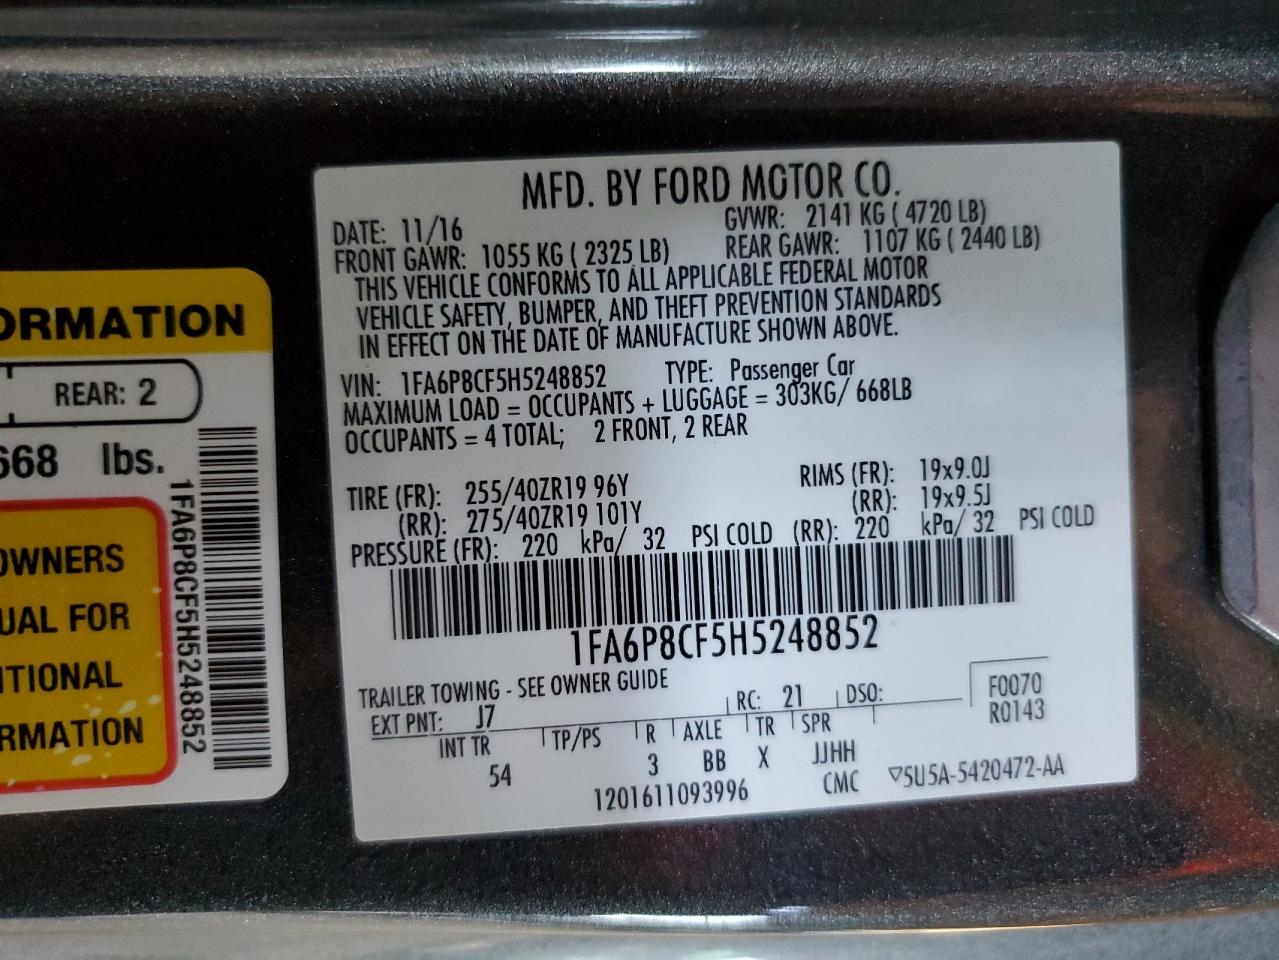 ORMATION
REAR: 2
668 lbs.
OWNERS
UAL FOR
ITIONAL
RMATION
1FA6P8CF5H5248852
MFD. BY FORD MOTOR CO.
DATE: 11/16 GVWR: 2141 KG ( 4720 LB)
FRONT GAWR: 1055 KG ( 2325 LB) REAR GAWR: 1107 KG ( 2440 LB)
THIS VEHICLE CONFORMS TO ALL APPLICABLE FEDERAL MOTOR
VEHICLE SAFETY, BUMPER, AND THEFT PREVENTION STANDARDS
IN EFFECT ON THE DATE OF MANUFACTURE SHOWN ABOVE.
VIN: 1FA6P8CF5H5248852 TYPE: Passenger Car
MAXIMUM LOAD = OCCUPANTS + LUGGAGE = 303KG/ 668LB
OCCUPANTS = 4 TOTAL; 2 FRONT, 2 REAR
TIRE (FR): 255/40ZR19 96Y RIMS (FR): 19x9.0J
(RR): 275/40ZR19 101Y (RR): 19x9.5J
PRESSURE (FR): 220 kPa/ 32 PSI COLD (RR): 220 kPa/ 32 PSI COLD
1FA6P8CF5H5248852
TRAILER TOWING - SEE OWNER GUIDE
EXT PNT: J7 RC: 21 DSO: F0070
R0143
INT TR TP/PS R AXLE TR SPR
54 3 BB X JJHH
1201611093996 CMC ▽5U5A-5420472-AA